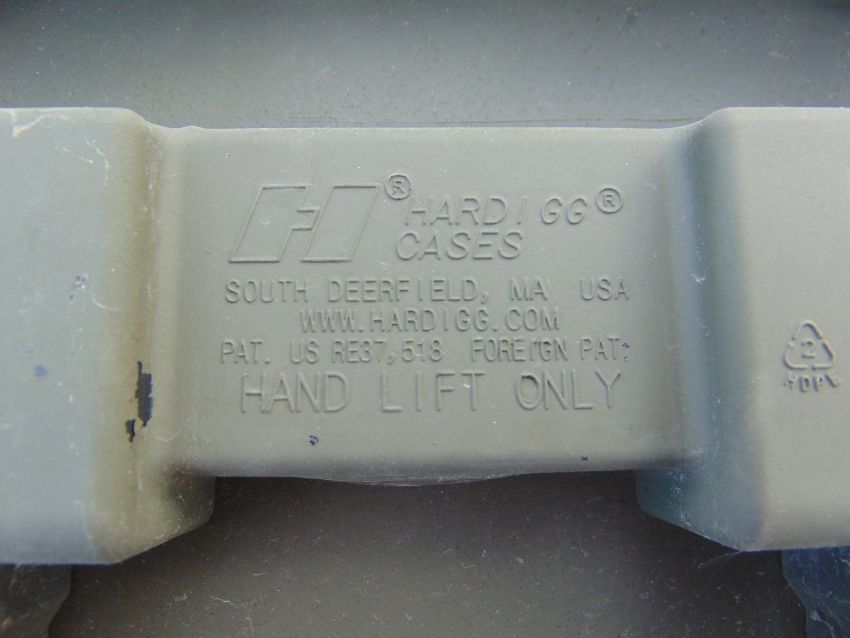 H® HARDIGG®
CASES
SOUTH DEERFIELD, MA USA
WWW.HARDIGG.COM
PAT. US RE37,518 FOREIGN PAT.
HAND LIFT ONLY
2
HDPE